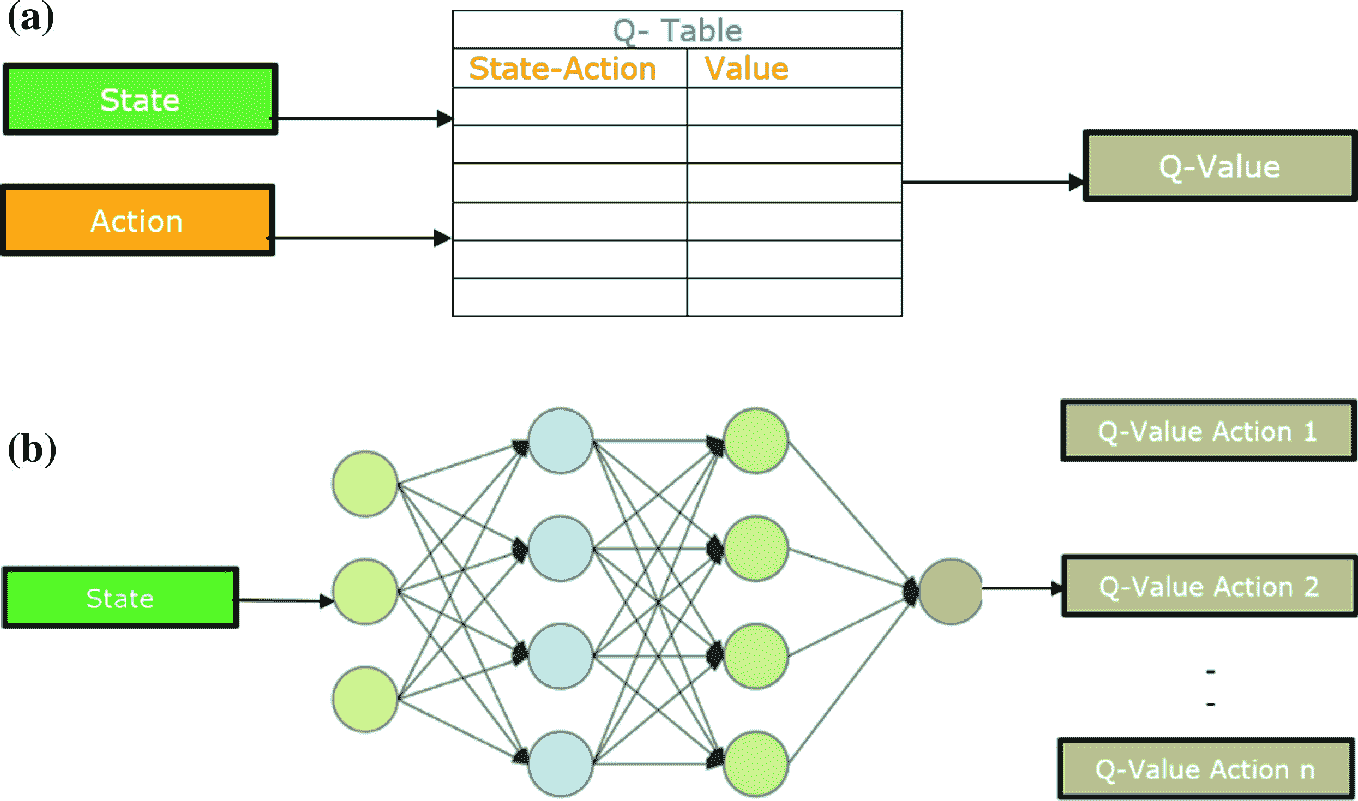 (a)
Q- Table
State-Action Value
State
Action
Q-Value
(b)
State
Q-Value Action 1
Q-Value Action 2
-
-
Q-Value Action n